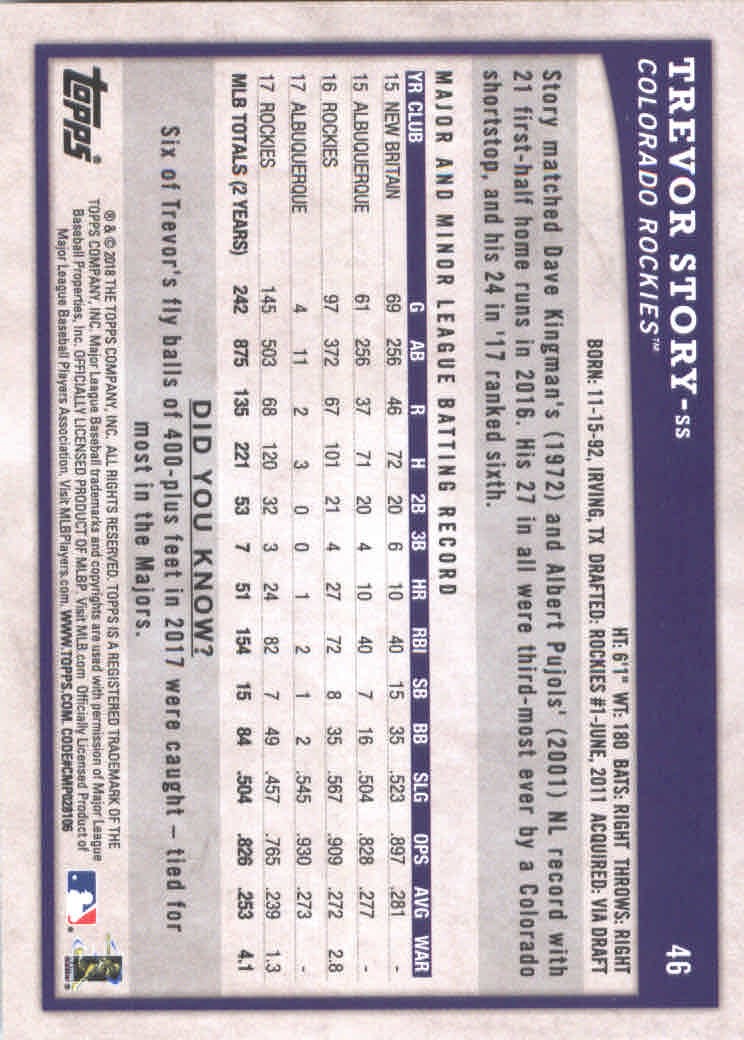 46
TREVOR STORY-SS
COLORADO ROCKIES™
HT: 6'1" WT: 180 BATS: RIGHT THROWS: RIGHT
BORN: 11-15-92, IRVING, TX DRAFTED: ROCKIES #1-JUNE, 2011 ACQUIRED: VIA DRAFT
Story matched Dave Kingman's (1972) and Albert Pujols' (2001) NL record with
21 first-half home runs in 2016. His 27 in all were third-most ever by a Colorado
shortstop, and his 24 in '17 ranked sixth.
MAJOR AND MINOR LEAGUE BATTING RECORD
YR CLUB G AB R H 2B 3B HR RBI SB BB SLG OPS AVG WAR
15 NEW BRITAIN 69 256 46 72 20 6 10 40 15 35 .523 .897 .281 -
15 ALBUQUERQUE 61 256 37 71 20 4 10 40 7 16 .504 .828 .277 -
16 ROCKIES 97 372 67 101 21 4 27 72 8 35 .567 .909 .272 2.8
17 ALBUQUERQUE 4 11 2 3 0 0 1 2 1 2 .545 .930 .273 -
17 ROCKIES 145 503 68 120 32 3 24 82 7 49 .457 .765 .239 1.3
MLB TOTALS (2 YEARS) 242 875 135 221 53 7 51 154 15 84 .504 .826 .253 4.1
DID YOU KNOW?
Six of Trevor's fly balls of 400-plus feet in 2017 were caught – tied for
most in the Majors.
topps®
® & © 2018 THE TOPPS COMPANY, INC. ALL RIGHTS RESERVED. TOPPS IS A REGISTERED TRADEMARK OF THE
TOPPS COMPANY, INC. Major League Baseball trademarks and copyrights are used with permission of Major League
Baseball Properties, Inc. OFFICIALLY LICENSED PRODUCT OF MLBP. Visit MLB.com Officially Licensed Product of
Major League Baseball Players Association. Visit MLBPlayers.com. WWW.TOPPS.COM. CODE#CMP028106